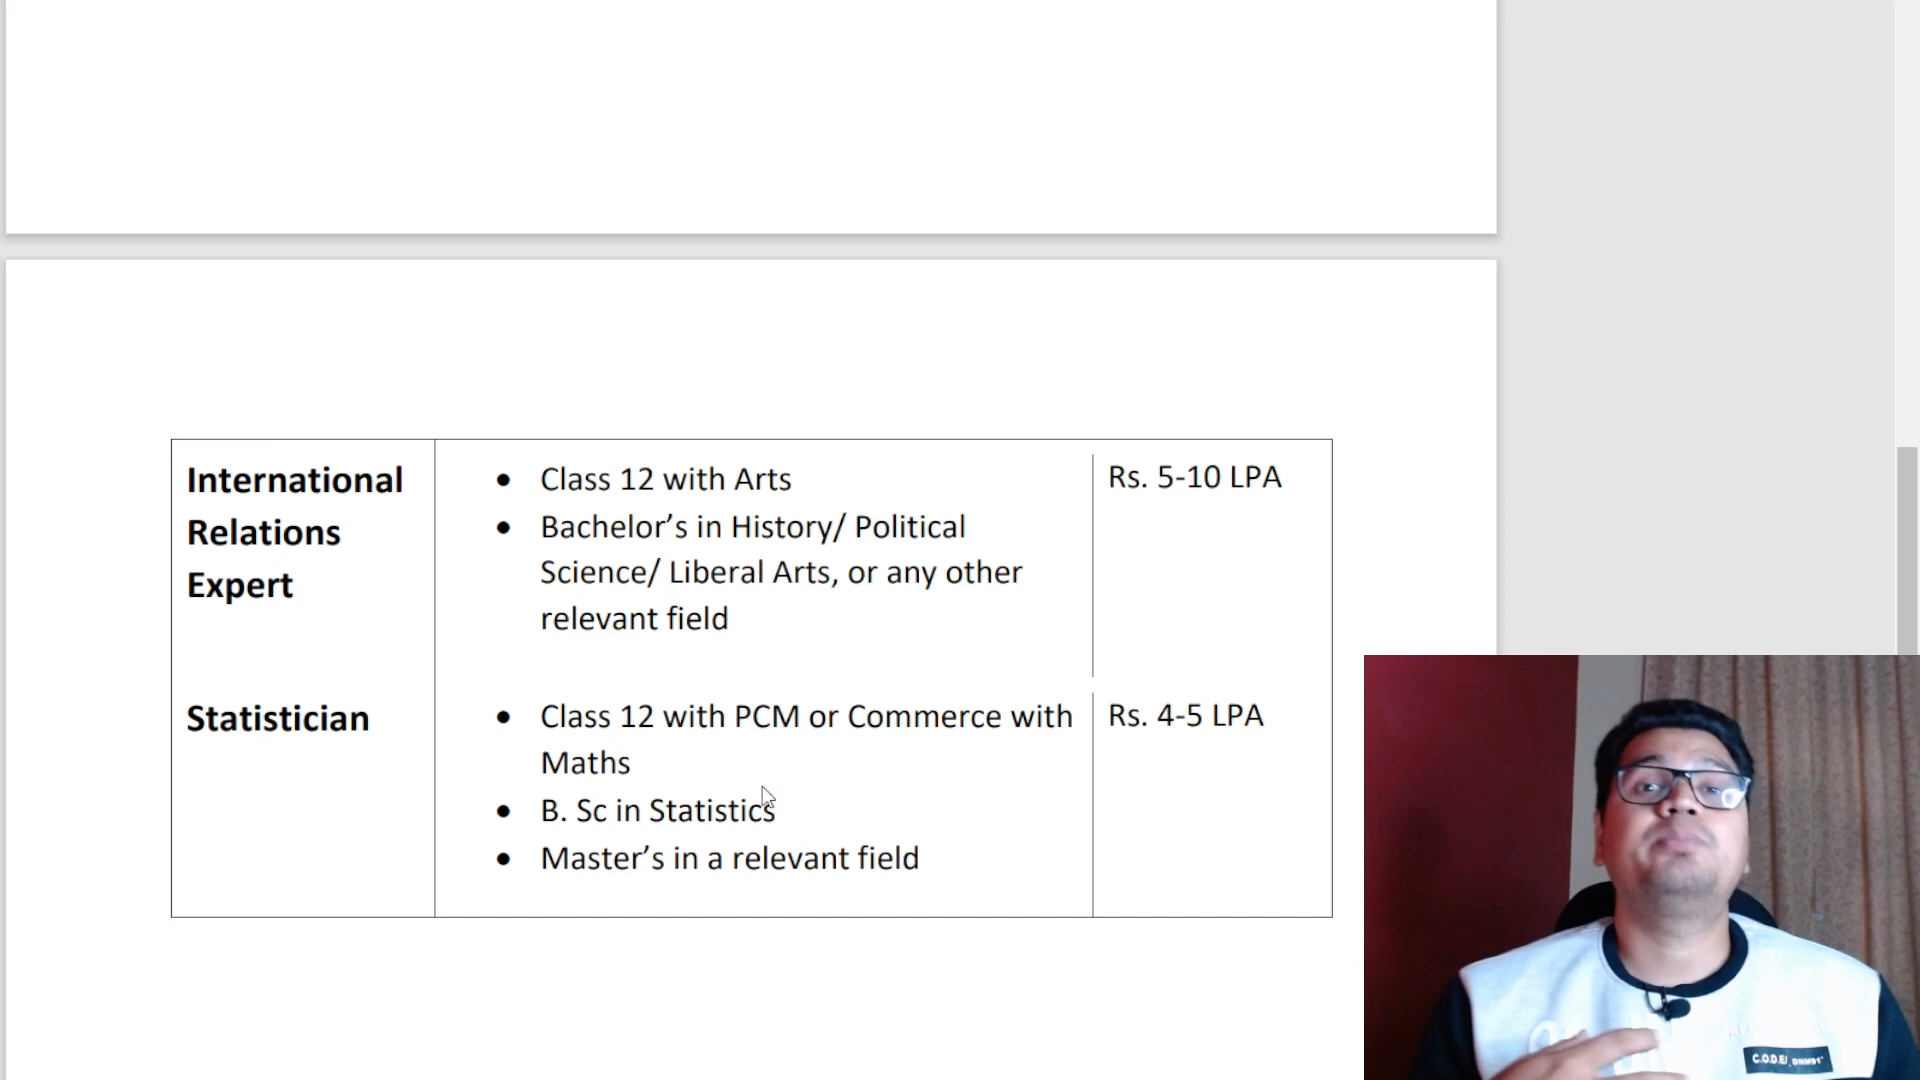 International
Relations
Expert
• Class 12 with Arts
• Bachelor’s in History/ Political
Science/ Liberal Arts, or any other
relevant field
Rs. 5-10 LPA
Statistician
• Class 12 with PCM or Commerce with
Maths
• B. Sc in Statistics
• Master’s in a relevant field
Rs. 4-5 LPA
C.O.D.E/